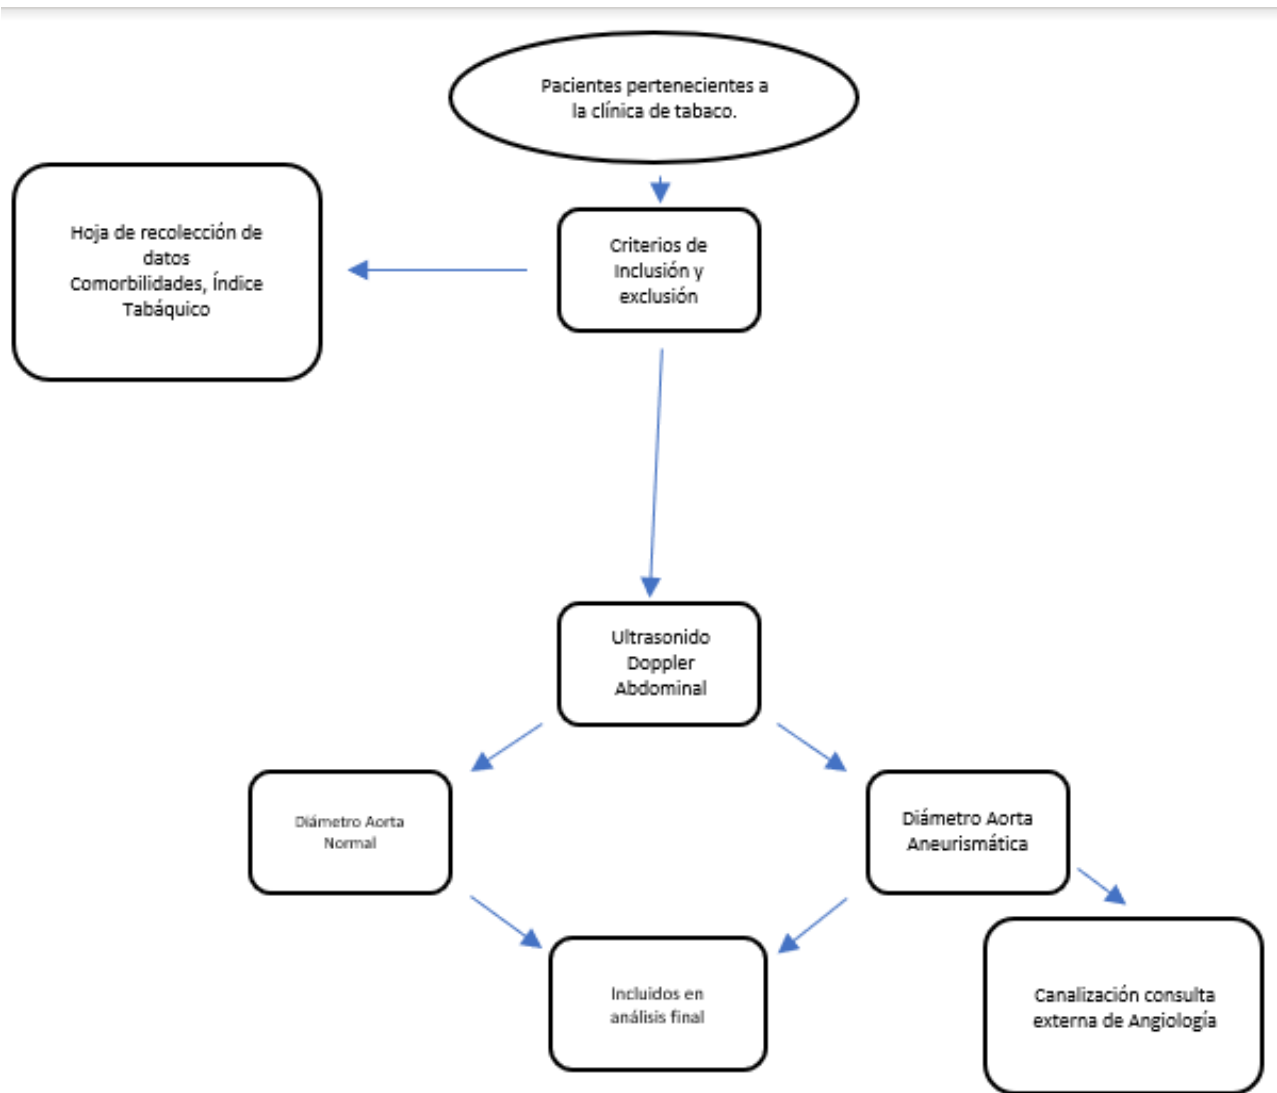 Pacientes pertenecientes a
la clínica de tabaco.
Hoja de recolección de
datos
Comorbilidades, Índice
Tabáquico
Criterios de
Inclusión y
exclusión
Ultrasonido
Doppler
Abdominal
Diámetro Aorta
Normal
Diámetro Aorta
Aneurismática
Incluidos en
análisis final
Canalización consulta
externa de Angiología